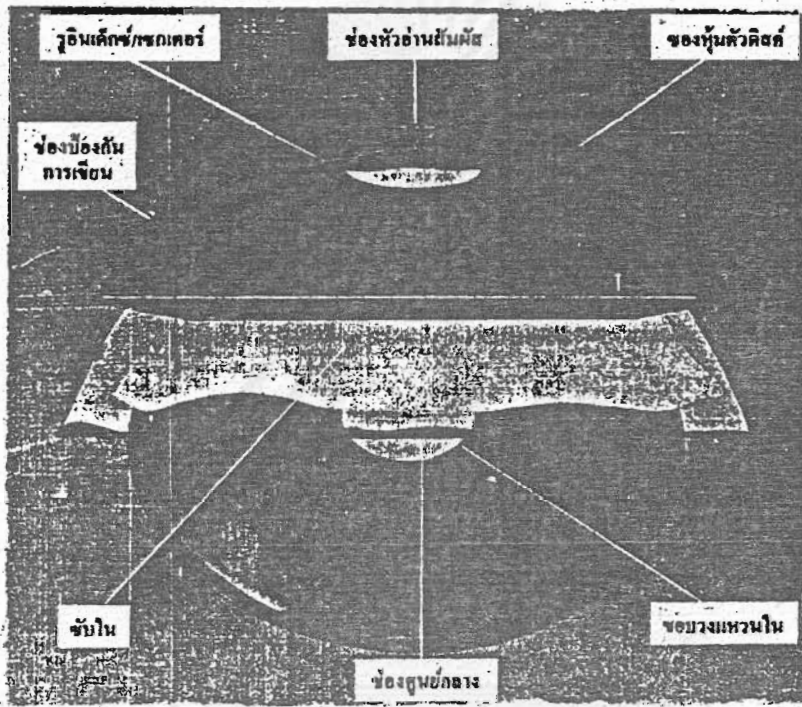 รูอินเด็กซ์/เซกเตอร์
ช่องหัวอ่านสัมผัส
ซองหุ้มตัวดิสค์
ช่องป้องกัน
การเขียน
ซับใน
ขอบวงแหวนใน
ช่องศูนย์กลาง